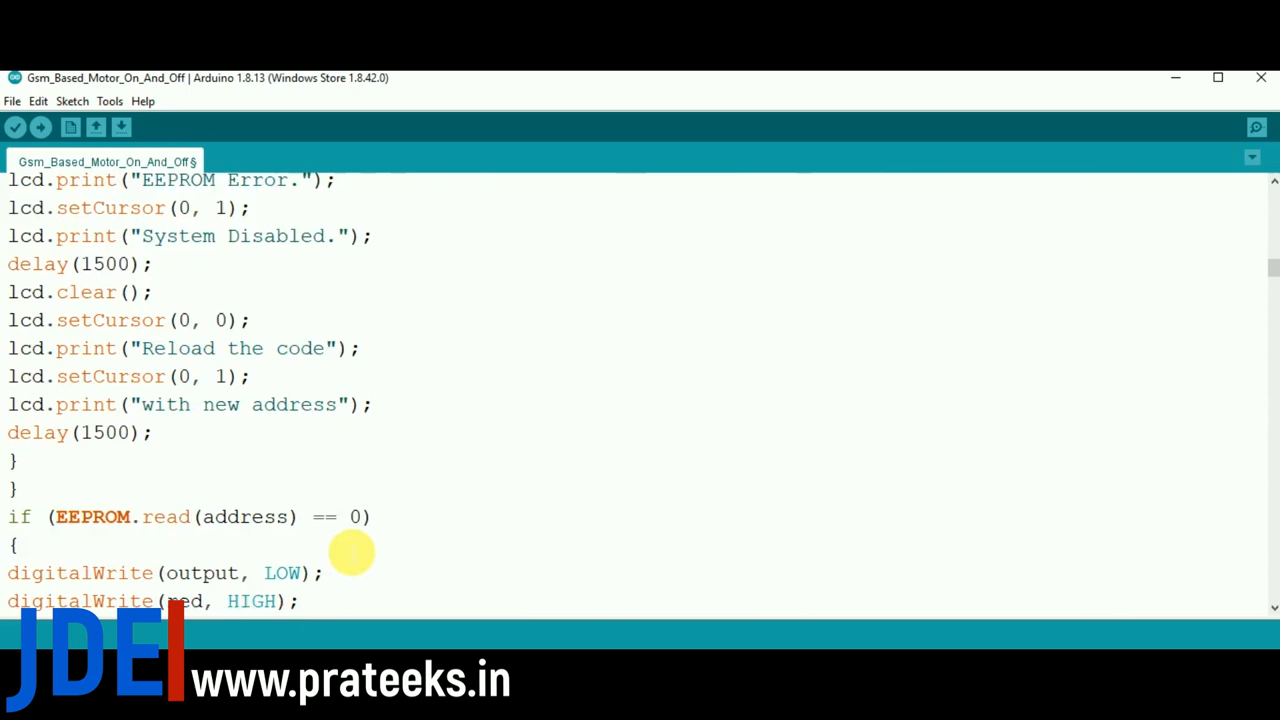 Gsm_Based_Motor_On_And_Off | Arduino 1.8.13 (Windows Store 1.8.42.0)
File Edit Sketch Tools Help
Gsm_Based_Motor_On_And_Off §
lcd.print("EEPROM Error.");
lcd.setCursor(0, 1);
lcd.print("System Disabled.");
delay(1500);
lcd.clear();
lcd.setCursor(0, 0);
lcd.print("Reload the code");
lcd.setCursor(0, 1);
lcd.print("with new address");
delay(1500);
}
}
if (EEPROM.read(address) == 0)
{
digitalWrite(output, LOW);
digitalWrite(red, HIGH);
JDEI www.prateeks.in